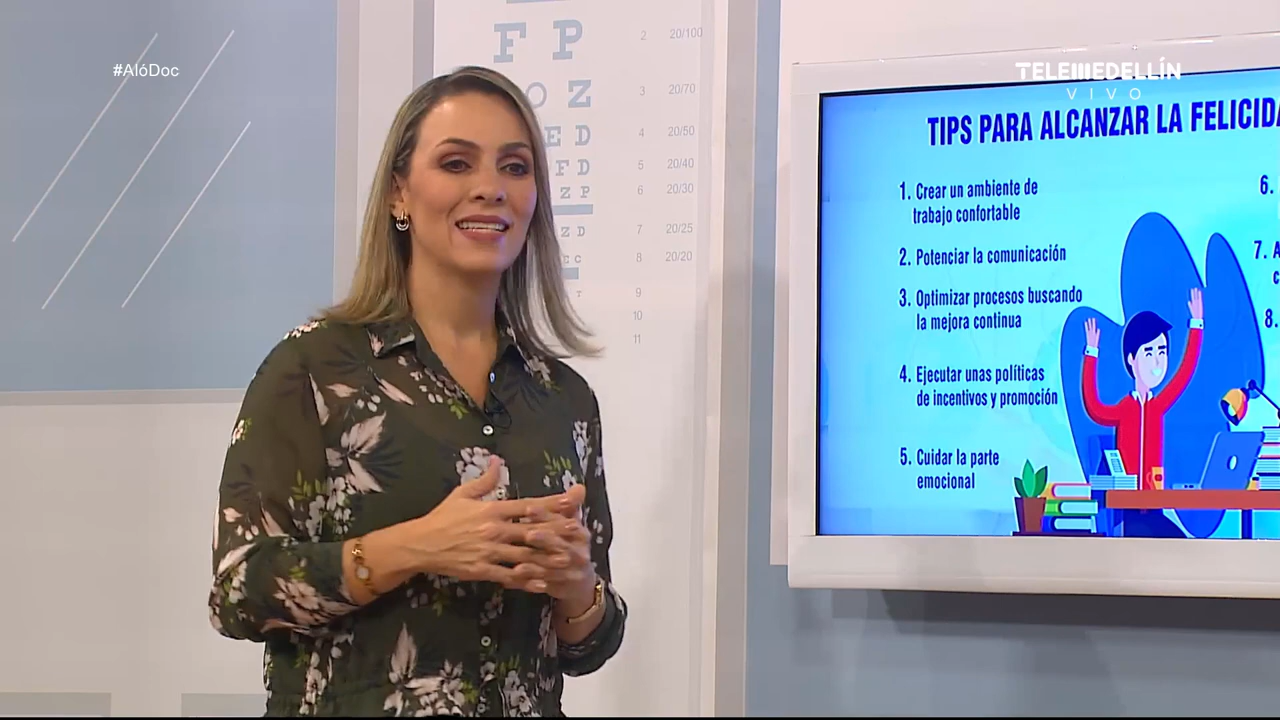 #AlóDoc
TELEMEDELLÍN
VIVO
F P
2 20/100
O Z
3 20/70
E D
4 20/50
F D
5 20/40
Z P
6 20/30
Z D
7 20/25
C C
8 20/20
T
9
10
11
TIPS PARA ALCANZAR LA FELICIDA
1. Crear un ambiente de
trabajo confortable
2. Potenciar la comunicación
3. Optimizar procesos buscando
la mejora continua
4. Ejecutar unas políticas
de incentivos y promoción
5. Cuidar la parte
emocional
6.
7. A
c
8.